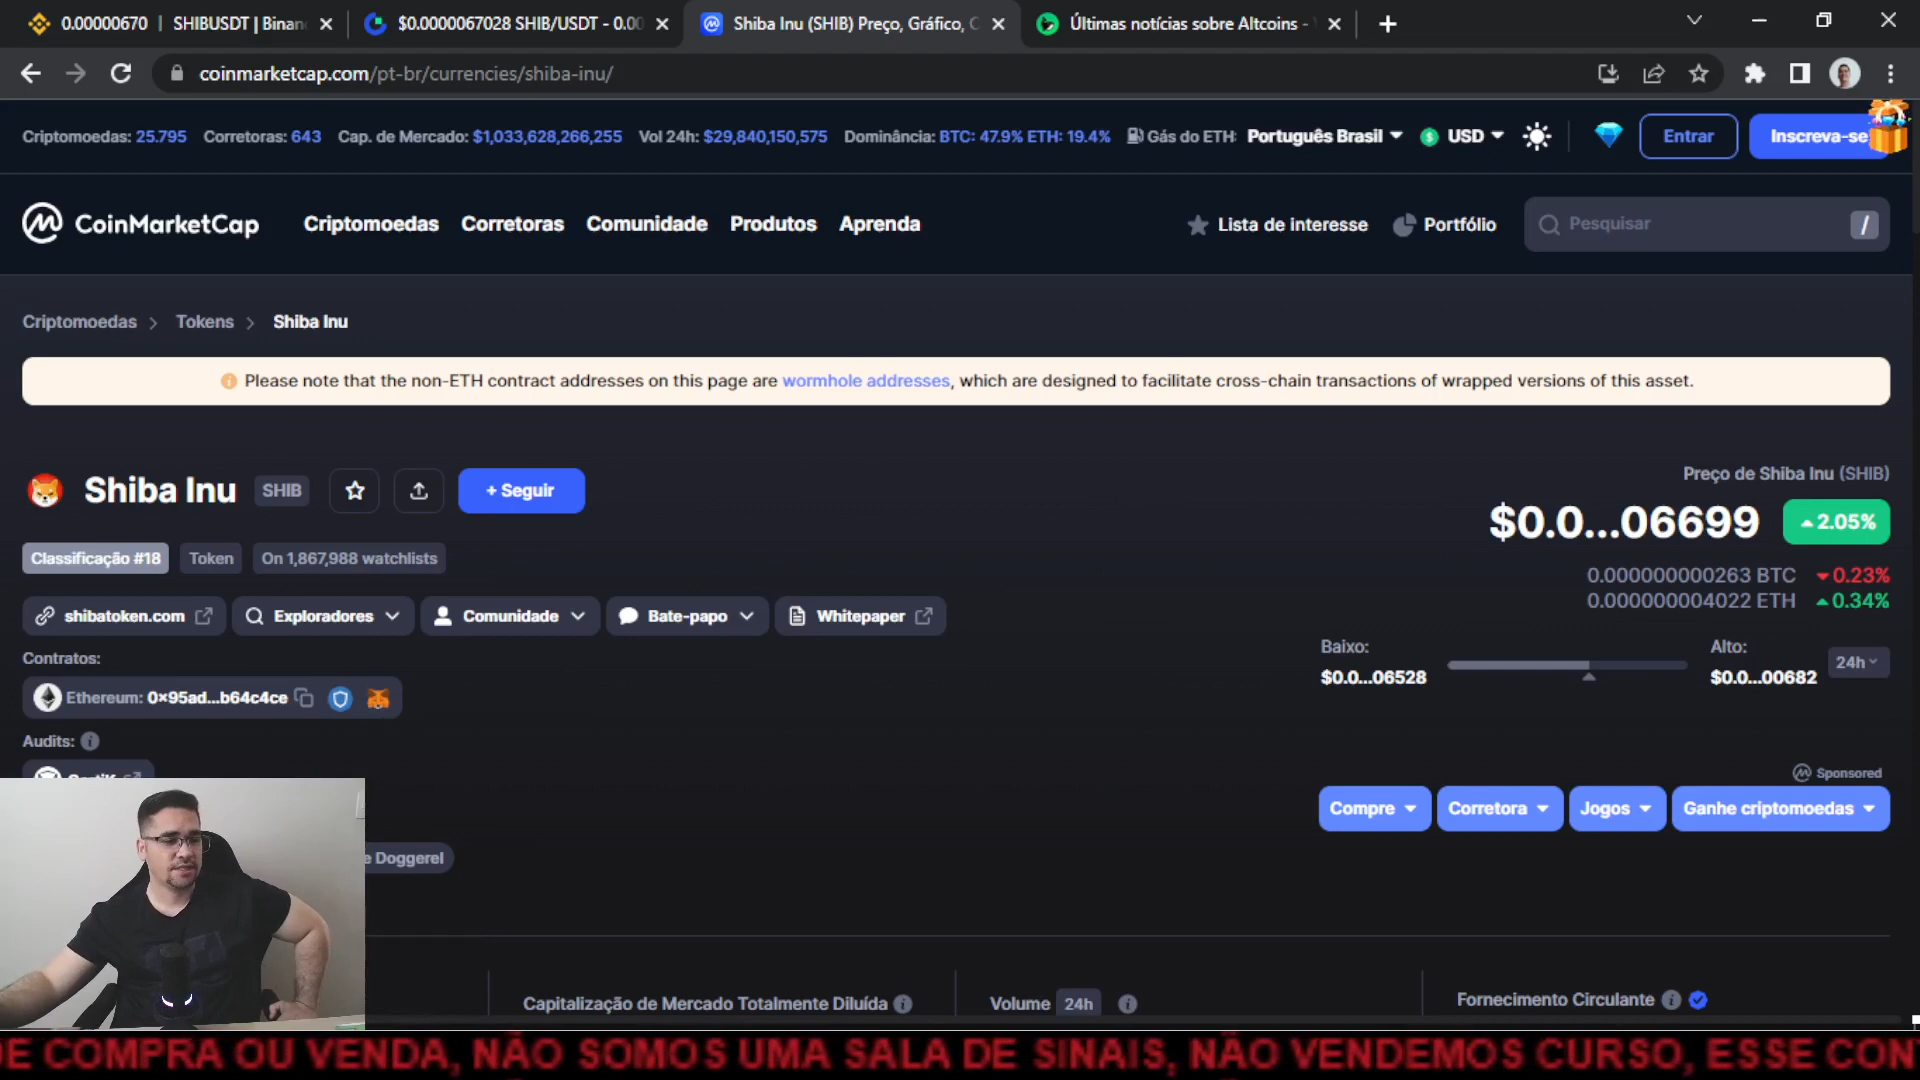 0.00000670 | SHIBUSDT | Binan
$0.0000067028 SHIB/USDT - 0.00
Shiba Inu (SHIB) Preço, Gráfico, C
Últimas notícias sobre Altcoins -
coinmarketcap.com/pt-br/currencies/shiba-inu/
Criptomoedas: 25.795 Corretoras: 643 Cap. de Mercado: $1,033,628,266,255 Vol 24h: $29,840,150,575 Dominância: BTC: 47.9% ETH: 19.4% Gás do ETH: Português Brasil USD Entrar Inscreva-se
CoinMarketCap Criptomoedas Corretoras Comunidade Produtos Aprenda Lista de interesse Portfólio Pesquisar /
Criptomoedas > Tokens > Shiba Inu
Please note that the non-ETH contract addresses on this page are wormhole addresses, which are designed to facilitate cross-chain transactions of wrapped versions of this asset.
Preço de Shiba Inu (SHIB)
Shiba Inu SHIB + Seguir
$0.0...06699 2.05%
Classificação #18 Token On 1,867,988 watchlists
0.000000000263 BTC 0.23%
0.000000004022 ETH 0.34%
shibatoken.com Exploradores Comunidade Bate-papo Whitepaper
Baixo: Alto:
$0.0...06528 $0.0...00682 24h
Contratos:
Ethereum: 0x95ad...b64c4ce
Audits:
Sponsored
Compre Corretora Jogos Ganhe criptomoedas
e Doggerel
Capitalização de Mercado Totalmente Diluída Volume 24h Fornecimento Circulante
DE COMPRA OU VENDA, NÃO SOMOS UMA SALA DE SINAIS, NÃO VENDEMOS CURSO, ESSE CON